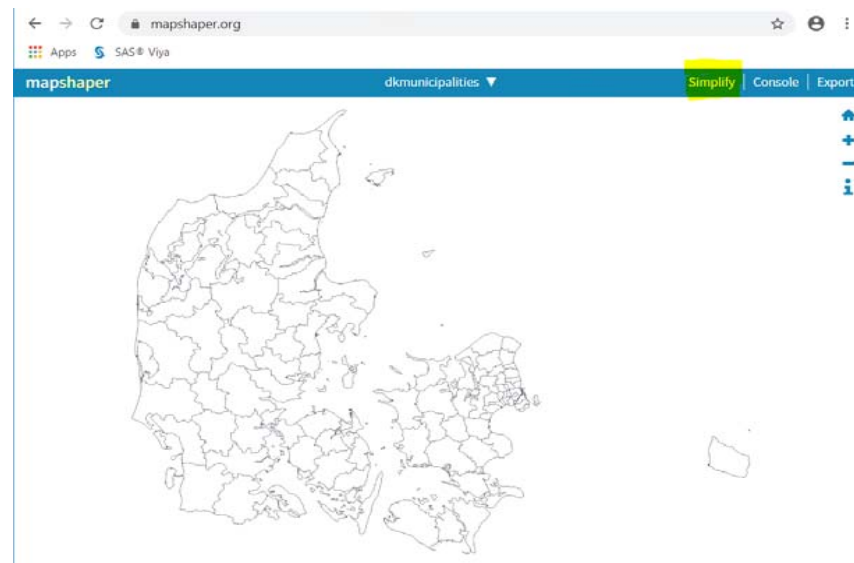 mapshaper.org
Apps SAS® Viya
mapshaper dkmunicipalities ▼ Simplify | Console | Export